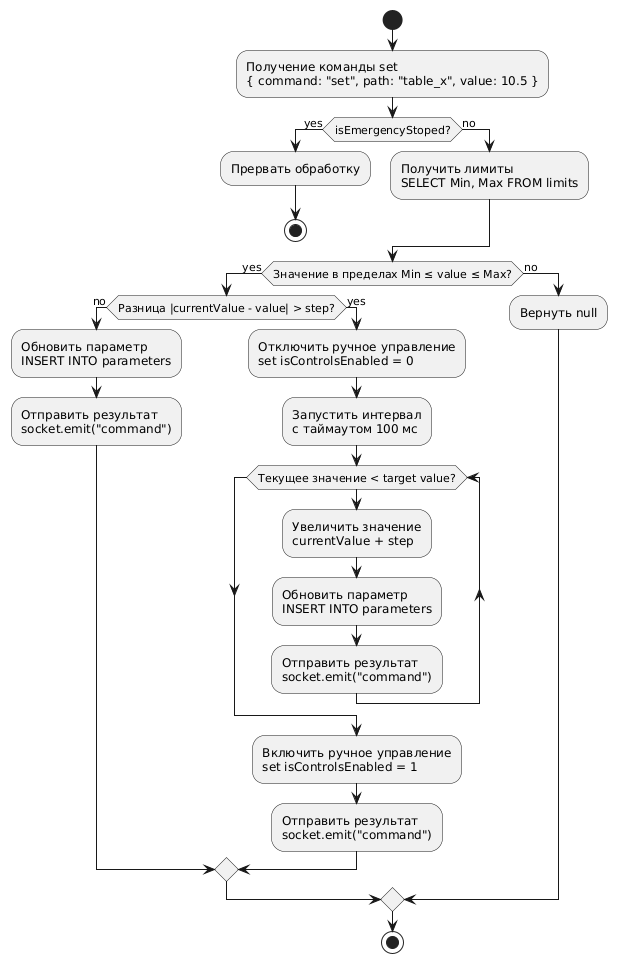 Получение команды set
{ command: "set", path: "table_x", value: 10.5 }
yes
isEmergencyStoped?
no
Прервать обработку
Получить лимиты
SELECT Min, Max FROM limits
yes
Значение в пределах Min ≤ value ≤ Max?
no
no
Разница |currentValue - value| > step?
yes
Вернуть null
Обновить параметр
INSERT INTO parameters
Отправить результат
socket.emit("command")
Отключить ручное управление
set isControlsEnabled = 0
Запустить интервал
с таймаутом 100 мс
Текущее значение < target value?
Увеличить значение
currentValue + step
Обновить параметр
INSERT INTO parameters
Отправить результат
socket.emit("command")
Включить ручное управление
set isControlsEnabled = 1
Отправить результат
socket.emit("command")